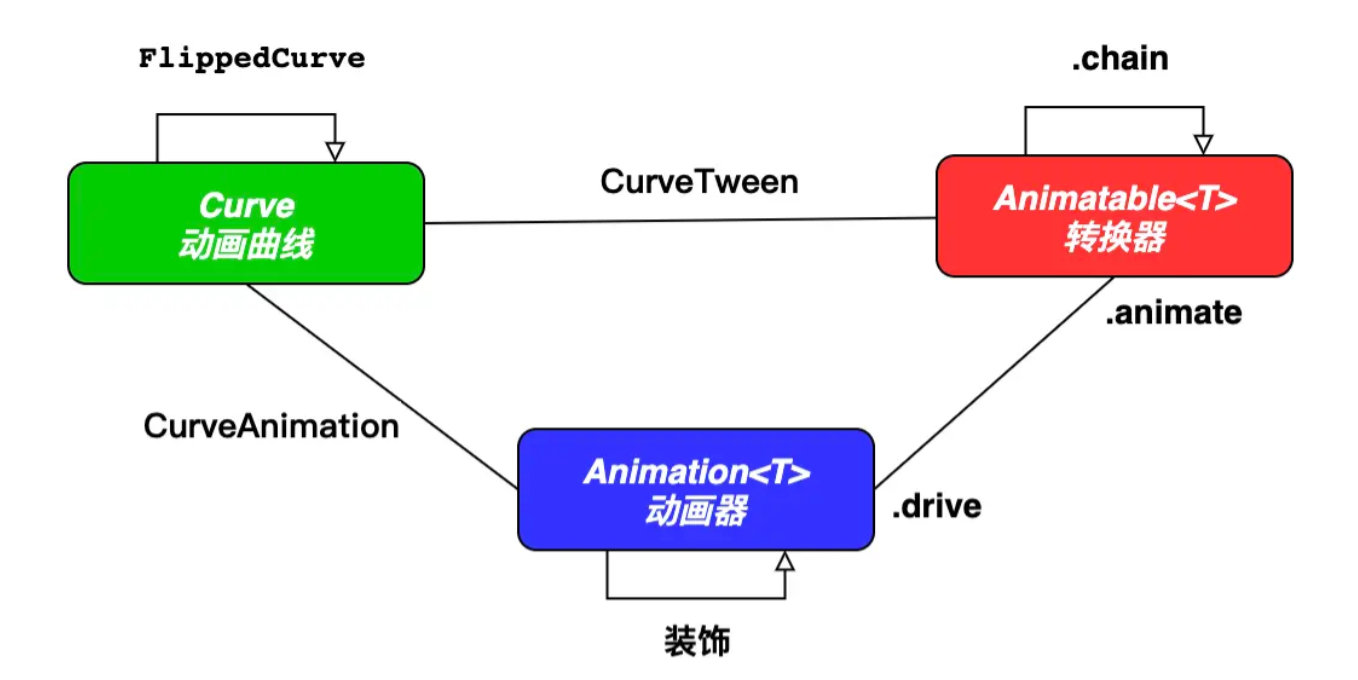 FlippedCurve
.chain
Curve
动画曲线
CurveTween
Animatable<T>
转换器
.animate
CurveAnimation
Animation<T>
动画器
.drive
装饰